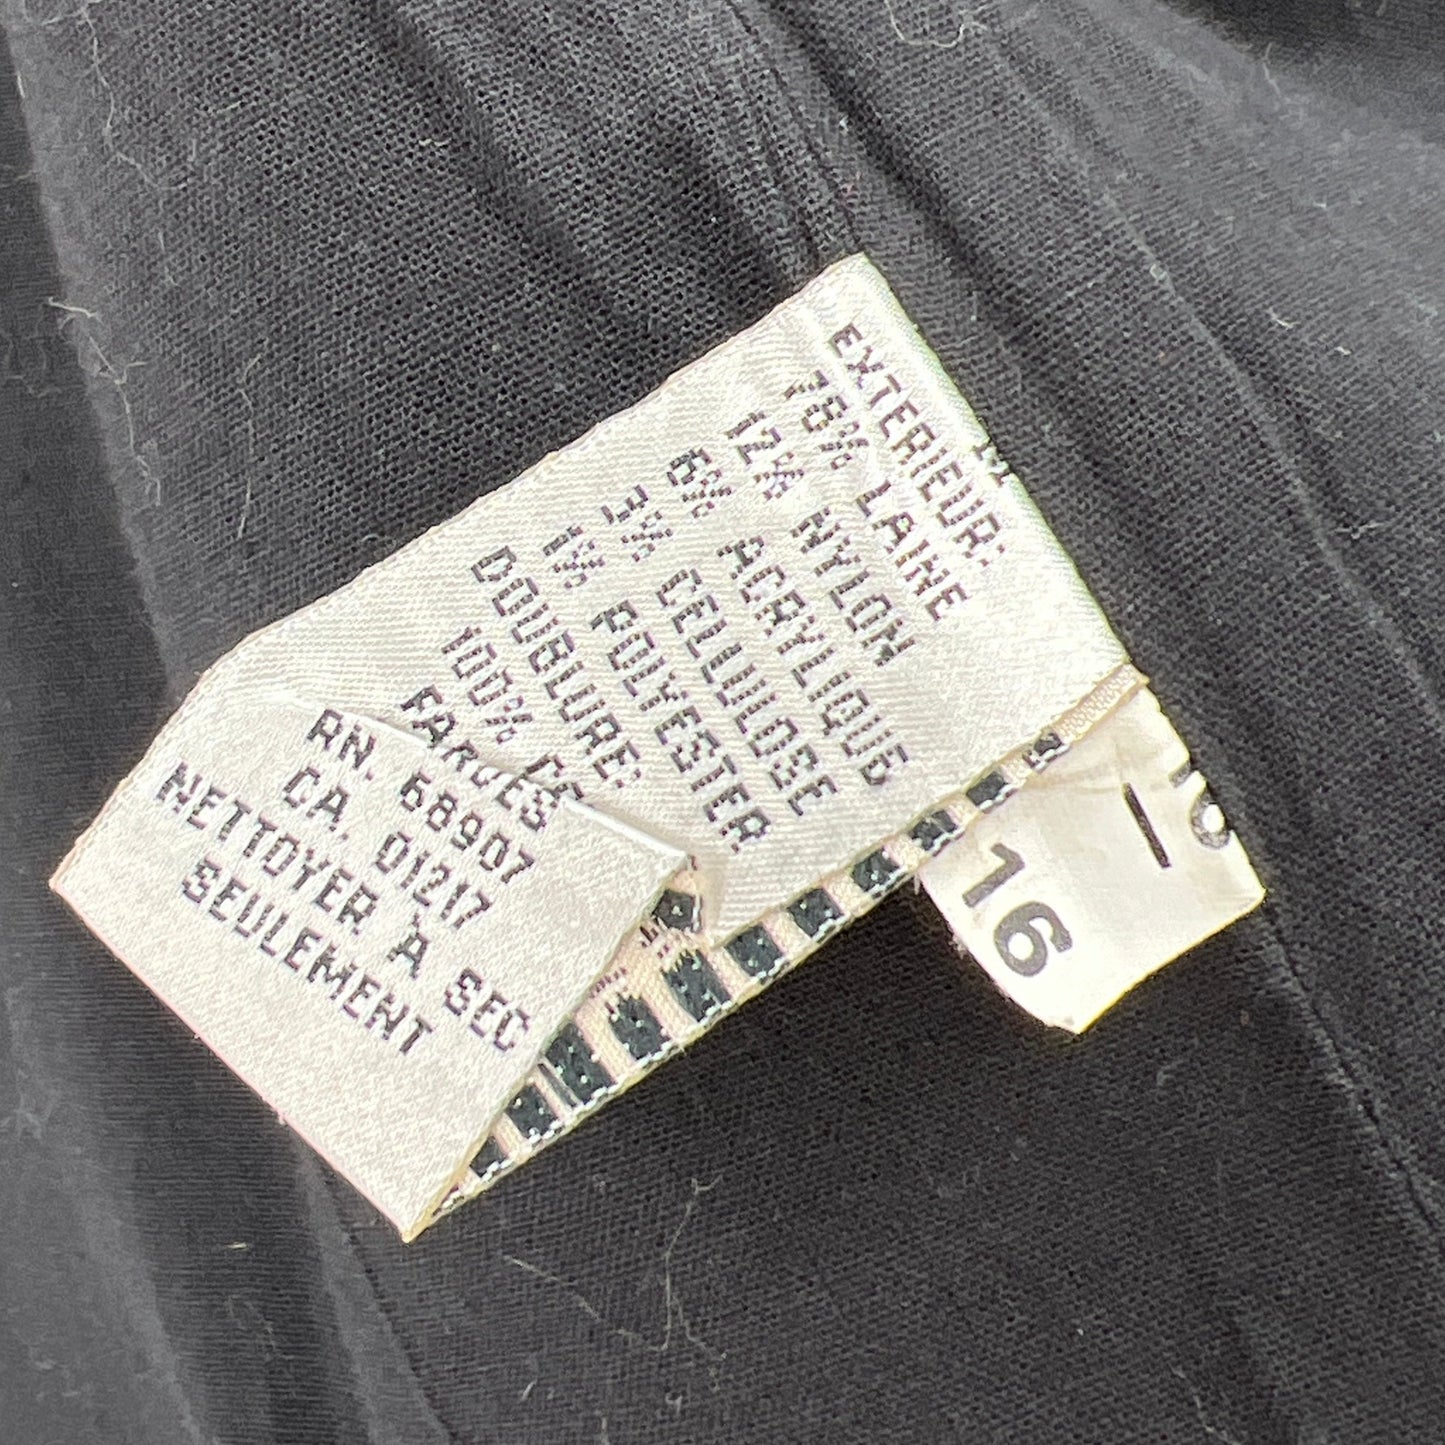 EXTERIEUR:
78% LAINE
12% NYLON
6% ACRYLIQUE
3% CELLULOSE
1% POLYESTER
DOUBLURE:
100%
RN. 68907
CA. 01217
NETTOYER À SEC
SEULEMENT
16